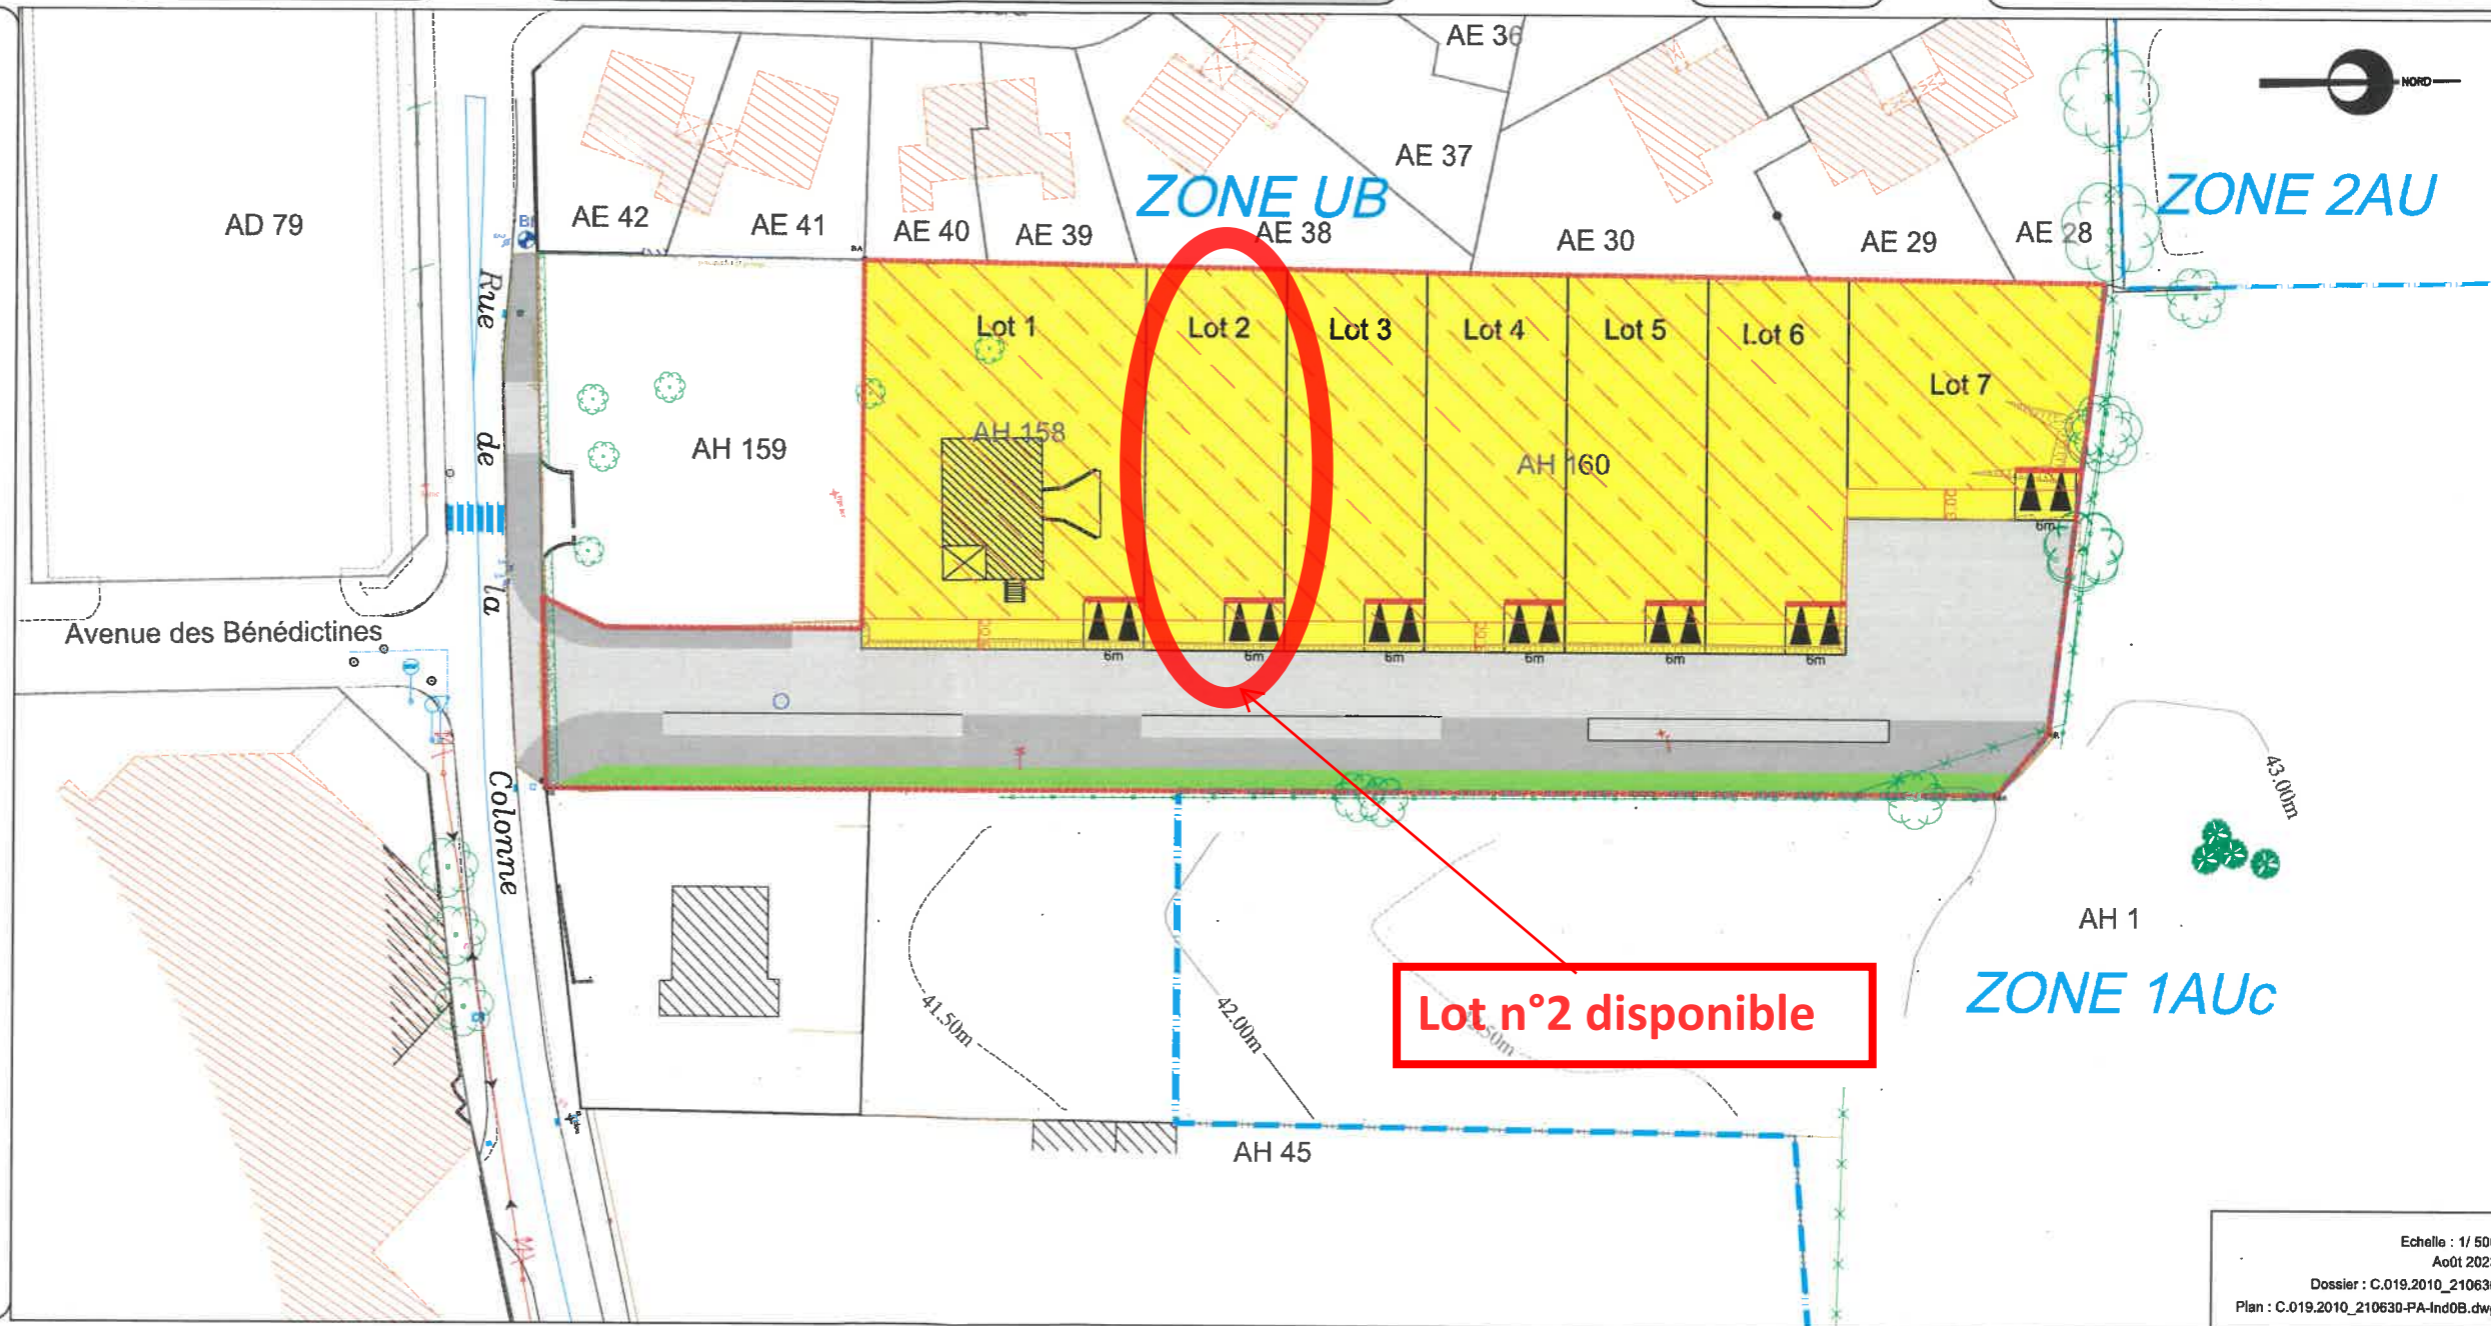 AE 36
NORD
AE 37
ZONE UB
ZONE 2AU
AD 79
AE 42
AE 41
AE 40
AE 39
AE 38
AE 30
AE 29
AE 28
BA
Rue de la Colonne
Lot 1
Lot 2
Lot 3
Lot 4
Lot 5
Lot 6
Lot 7
AH 159
AH 158
AH 160
6m
Avenue des Bénédictines
6m
6m
6m
6m
6m
6m
43.00m
AH 1
ZONE 1AUc
41.50m
42.00m
Lot n°2 disponible
AH 45
Echelle : 1/ 50
Août 202
Dossier : C.019.2010_21063
Plan : C.019.2010_210630-PA-Ind0B.dw